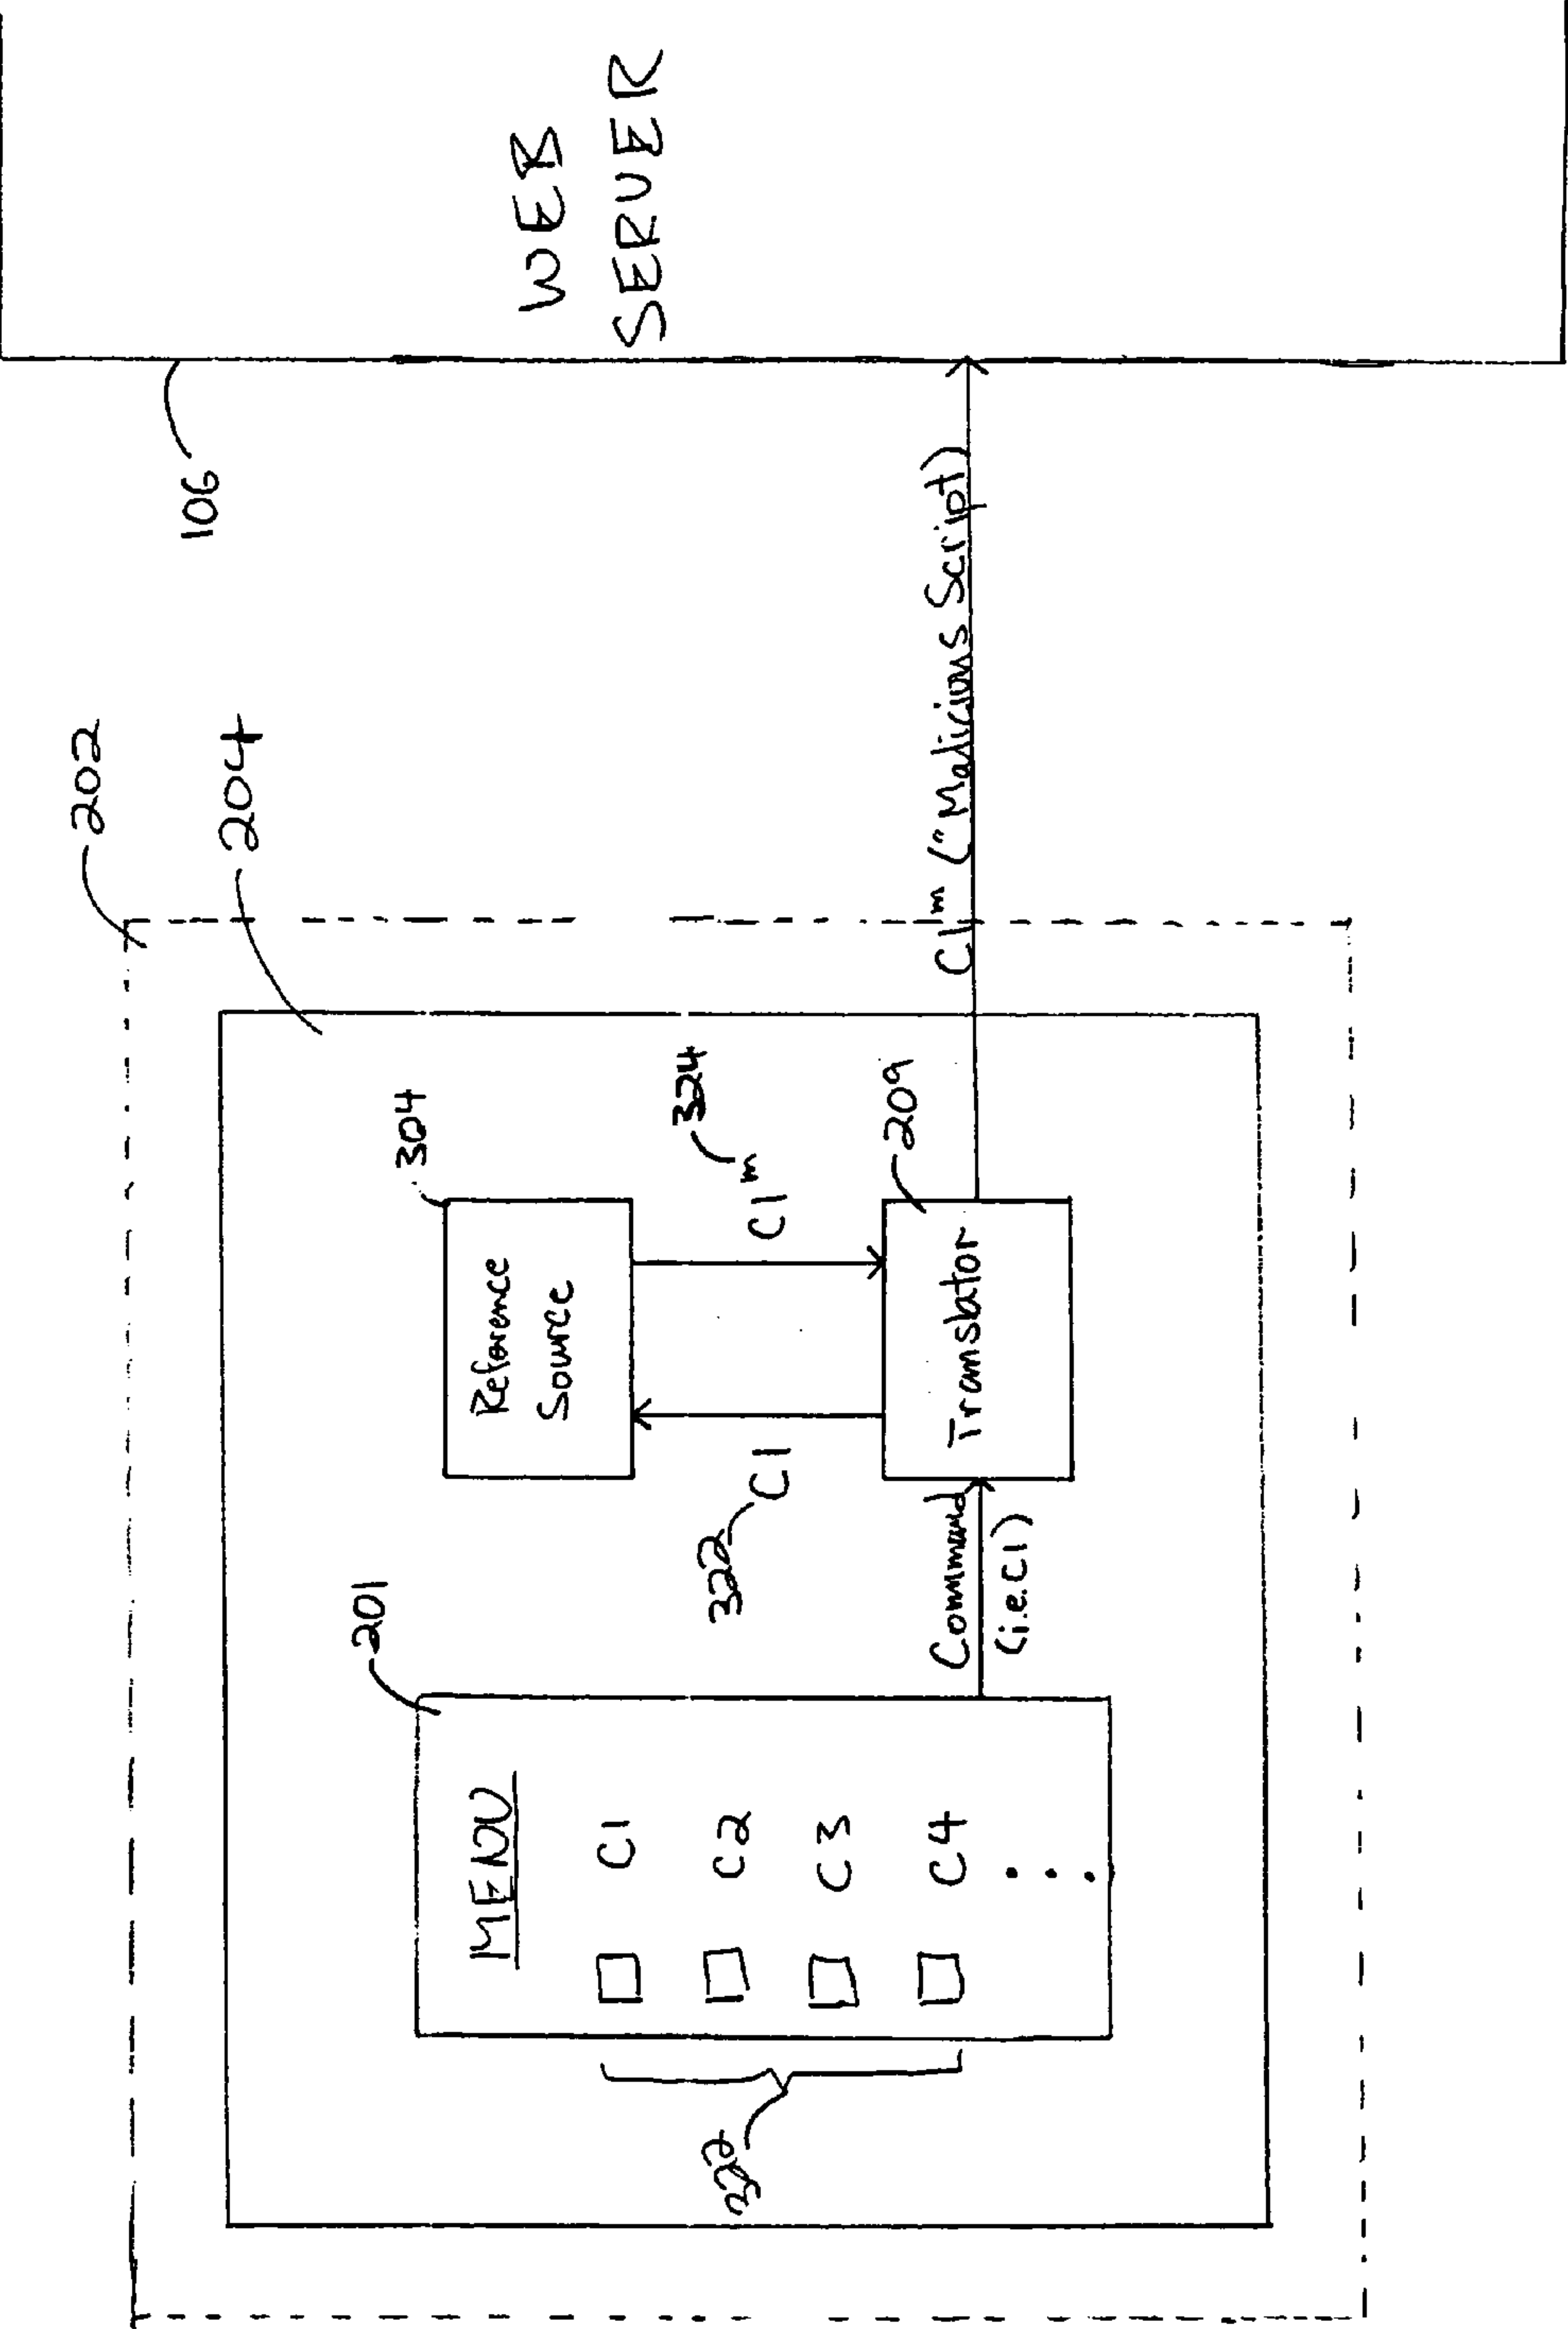 202
204
106
WEB
SERVER
304
Reference
Source
201
MENU
C1
C2
C3
C4
322
322
C1
C1ᵐ
324
209
Translator
Command
(i.e. C1)
C1ᵐ ("Malicious Script)